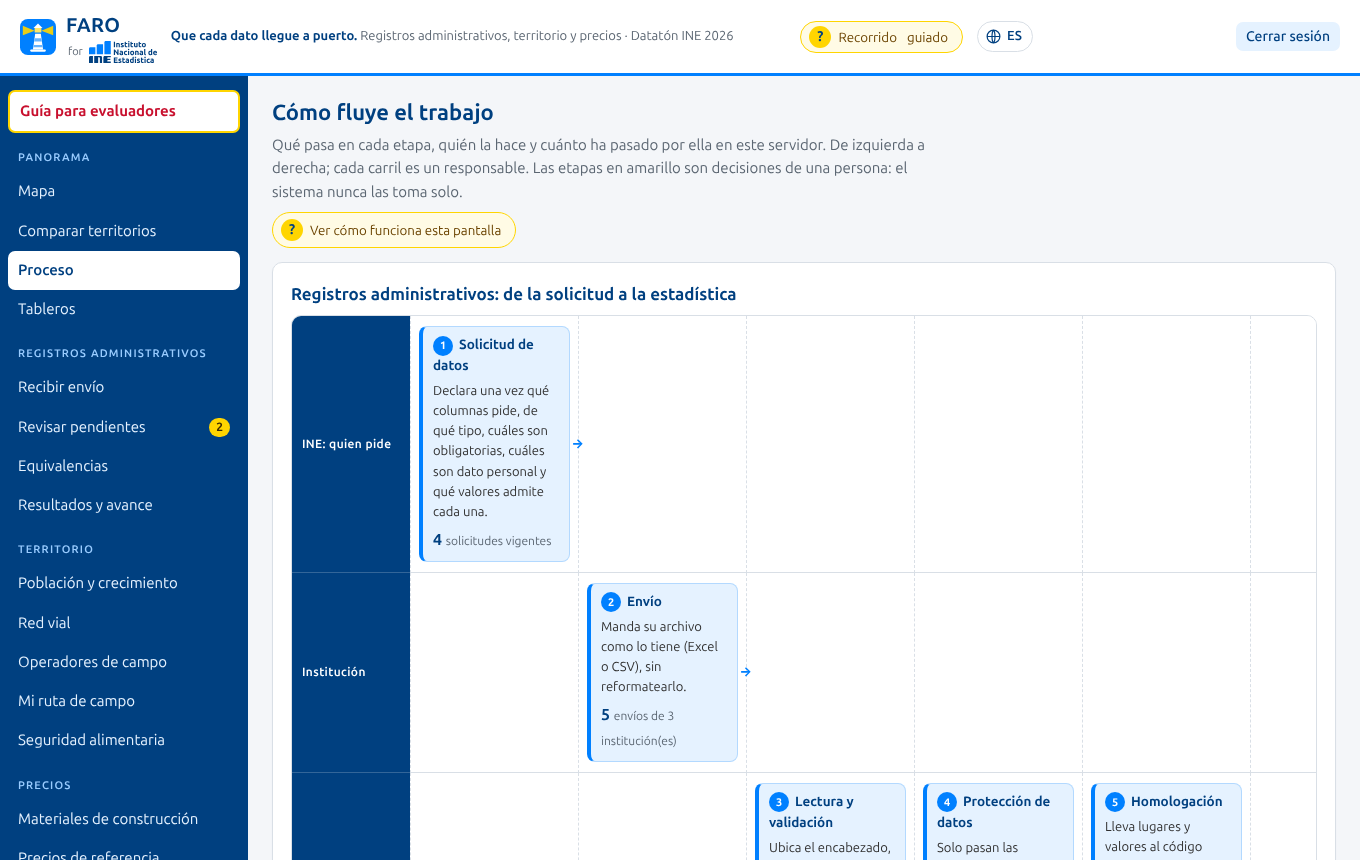 FARO
for Instituto Nacional de Estadística
Que cada dato llegue a puerto. Registros administrativos, territorio y precios · Datatón INE 2026
? Recorrido guiado
ES
Cerrar sesión
Guía para evaluadores
PANORAMA
Mapa
Comparar territorios
Proceso
Tableros
REGISTROS ADMINISTRATIVOS
Recibir envío
Revisar pendientes 2
Equivalencias
Resultados y avance
TERRITORIO
Población y crecimiento
Red vial
Operadores de campo
Mi ruta de campo
Seguridad alimentaria
PRECIOS
Materiales de construcción
Precios de referencia
Cómo fluye el trabajo
Qué pasa en cada etapa, quién la hace y cuánto ha pasado por ella en este servidor. De izquierda a
derecha; cada carril es un responsable. Las etapas en amarillo son decisiones de una persona: el
sistema nunca las toma solo.
? Ver cómo funciona esta pantalla
Registros administrativos: de la solicitud a la estadística
INE: quien pide
1 Solicitud de
datos
Declara una vez qué
columnas pide, de
qué tipo, cuáles son
obligatorias, cuáles
son dato personal y
qué valores admite
cada una.
4 solicitudes vigentes
→
Institución
2 Envío
Manda su archivo
como lo tiene (Excel
o CSV), sin
reformatearlo.
5 envíos de 3
institución(es)
→
3 Lectura y
validación
Ubica el encabezado,
4 Protección de
datos
Solo pasan las
5 Homologación
Lleva lugares y
valores al código